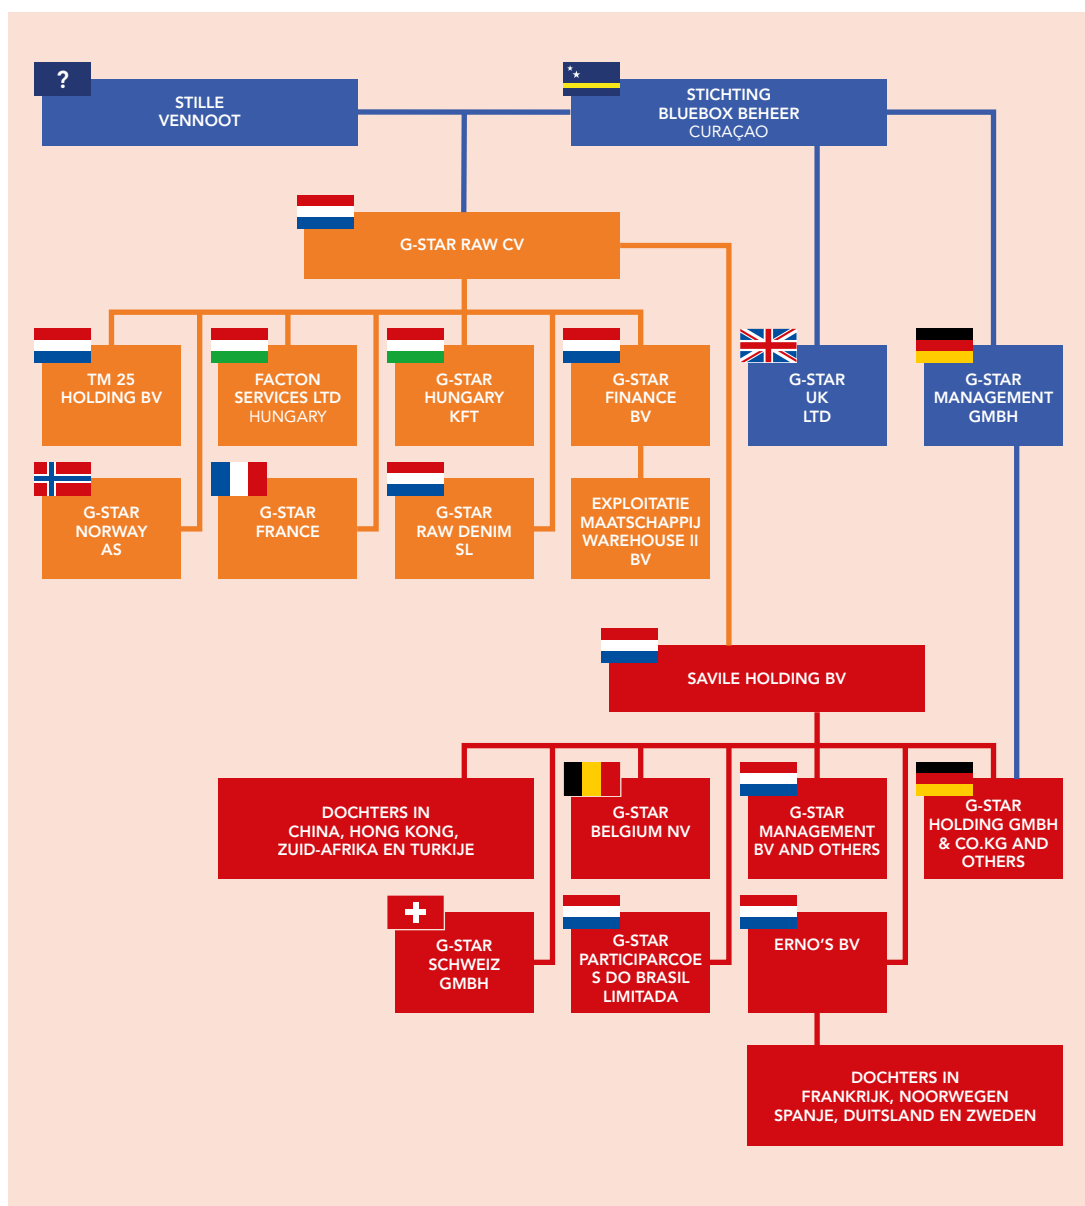 ?
STILLE
VENNOOT
STICHTING
BLUEBOX BEHEER
CURAÇAO
G-STAR RAW CV
TM 25
HOLDING BV
FACTON
SERVICES LTD
HUNGARY
G-STAR
HUNGARY
KFT
G-STAR
FINANCE
BV
G-STAR
UK
LTD
G-STAR
MANAGEMENT
GMBH
G-STAR
NORWAY
AS
G-STAR
FRANCE
G-STAR
RAW DENIM
SL
EXPLOITATIE
MAATSCHAPPIJ
WAREHOUSE II
BV
SAVILE HOLDING BV
DOCHTERS IN
CHINA, HONG KONG,
ZUID-AFRIKA EN TURKIJE
G-STAR
BELGIUM NV
G-STAR
MANAGEMENT
BV AND OTHERS
G-STAR
HOLDING GMBH
& CO.KG AND
OTHERS
G-STAR
SCHWEIZ
GMBH
G-STAR
PARTICIPARCOE
S DO BRASIL
LIMITADA
ERNO'S BV
DOCHTERS IN
FRANKRIJK, NOORWEGEN
SPANJE, DUITSLAND EN ZWEDEN